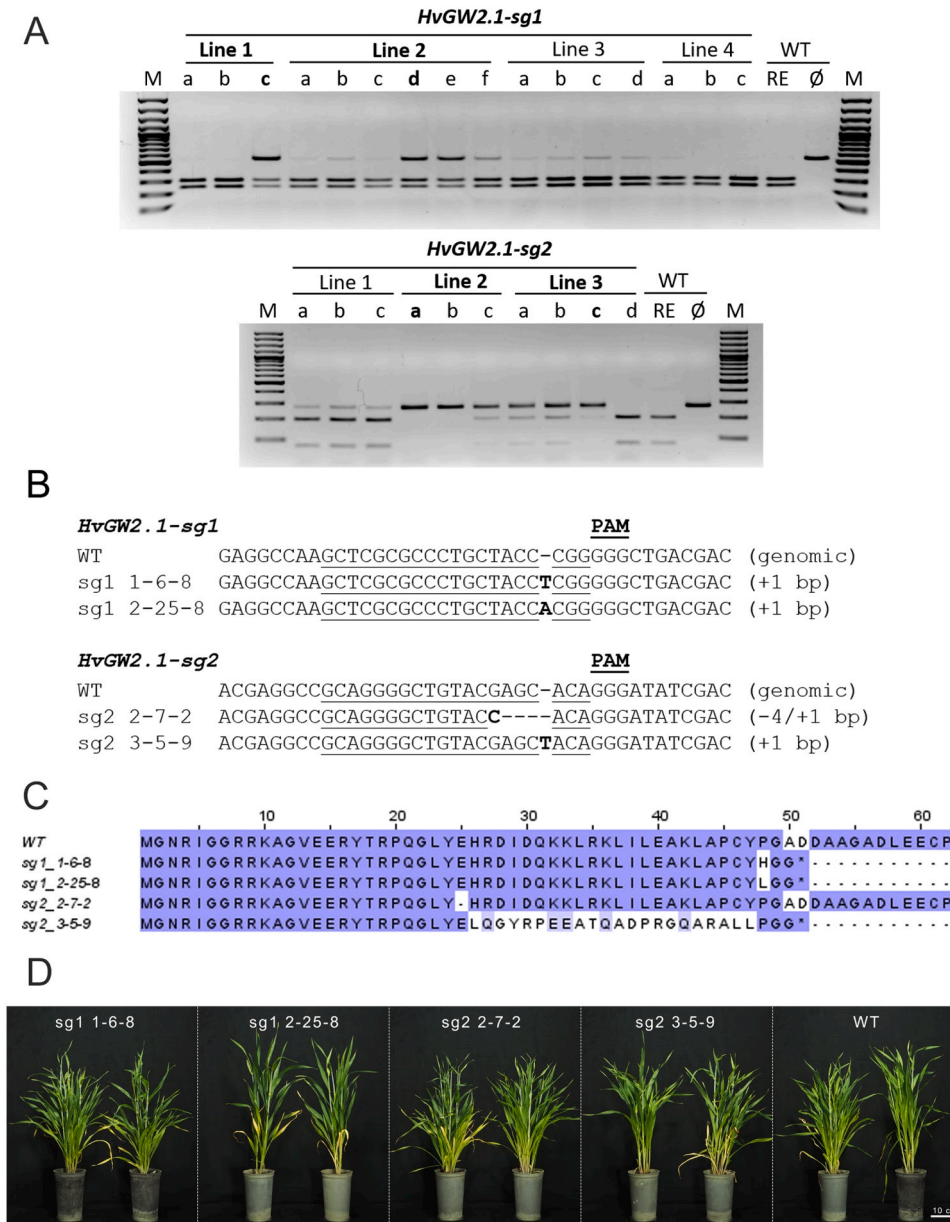 A
HvGW2.1-sg1
Line 1 Line 2 Line 3 Line 4 WT
M a b c a b c d e f a b c d a b c RE Ø M
HvGW2.1-sg2
Line 1 Line 2 Line 3 WT
M a b c a b c a b c d RE Ø M
B
HvGW2.1-sg1 PAM
WT GAGGCCAAGCTCGCGCCCTGCTACC-CGGGGGCTGACGAC (genomic)
sg1 1-6-8 GAGGCCAAGCTCGCGCCCTGCTACCTCGGGGGCTGACGAC (+1 bp)
sg1 2-25-8 GAGGCCAAGCTCGCGCCCTGCTACCACGGGGGCTGACGAC (+1 bp)
HvGW2.1-sg2 PAM
WT ACGAGGCCGCAGGGGCTGTACGAGC-ACAGGGATATCGAC (genomic)
sg2 2-7-2 ACGAGGCCGCAGGGGCTGTACC----ACAGGGATATCGAC (-4/+1 bp)
sg2 3-5-9 ACGAGGCCGCAGGGGCTGTACGAGCTACAGGGATATCGAC (+1 bp)
C
10 20 30 40 50 60
WT MGNRIGGRRKAGVEERYTRPQGLYEHRDIDQKKLRKLILEAKLAPCYPGADDAAGADLEECP
sg1_1-6-8 MGNRIGGRRKAGVEERYTRPQGLYEHRDIDQKKLRKLILEAKLAPCYHGG*-----------
sg1_2-25-8 MGNRIGGRRKAGVEERYTRPQGLYEHRDIDQKKLRKLILEAKLAPCYLGG*-----------
sg2_2-7-2 MGNRIGGRRKAGVEERYTRPQGLY-HRDIDQKKLRKLILEAKLAPCYPGADDAAGADLEECP
sg2_3-5-9 MGNRIGGRRKAGVEERYTRPQGLYELQGYRPEEATQADPRGQARALLPGG*-----------
D
sg1 1-6-8 sg1 2-25-8 sg2 2-7-2 sg2 3-5-9 WT
10 c